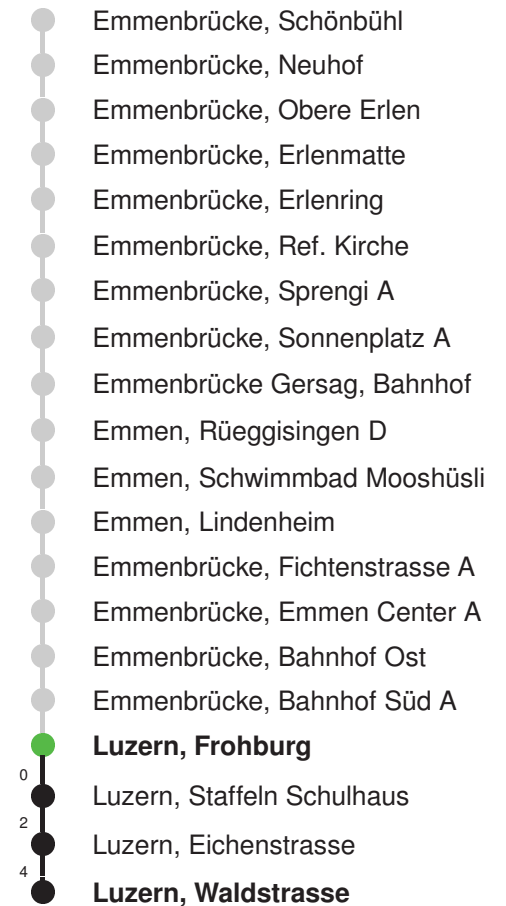 Emmenbrücke, Schönbühl
Emmenbrücke, Neuhof
Emmenbrücke, Obere Erlen
Emmenbrücke, Erlenmatte
Emmenbrücke, Erlenring
Emmenbrücke, Ref. Kirche
Emmenbrücke, Sprengi A
Emmenbrücke, Sonnenplatz A
Emmenbrücke Gersag, Bahnhof
Emmen, Rüeggisingen D
Emmen, Schwimmbad Mooshüsli
Emmen, Lindenheim
Emmenbrücke, Fichtenstrasse A
Emmenbrücke, Emmen Center A
Emmenbrücke, Bahnhof Ost
Emmenbrücke, Bahnhof Süd A
Luzern, Frohburg
0
Luzern, Staffeln Schulhaus
2
Luzern, Eichenstrasse
4
Luzern, Waldstrasse